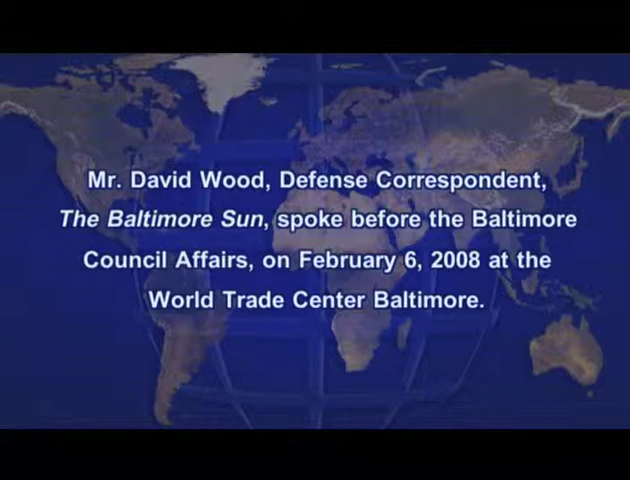 Mr. David Wood, Defense Correspondent,
The Baltimore Sun, spoke before the Baltimore
Council Affairs, on February 6, 2008 at the
World Trade Center Baltimore.